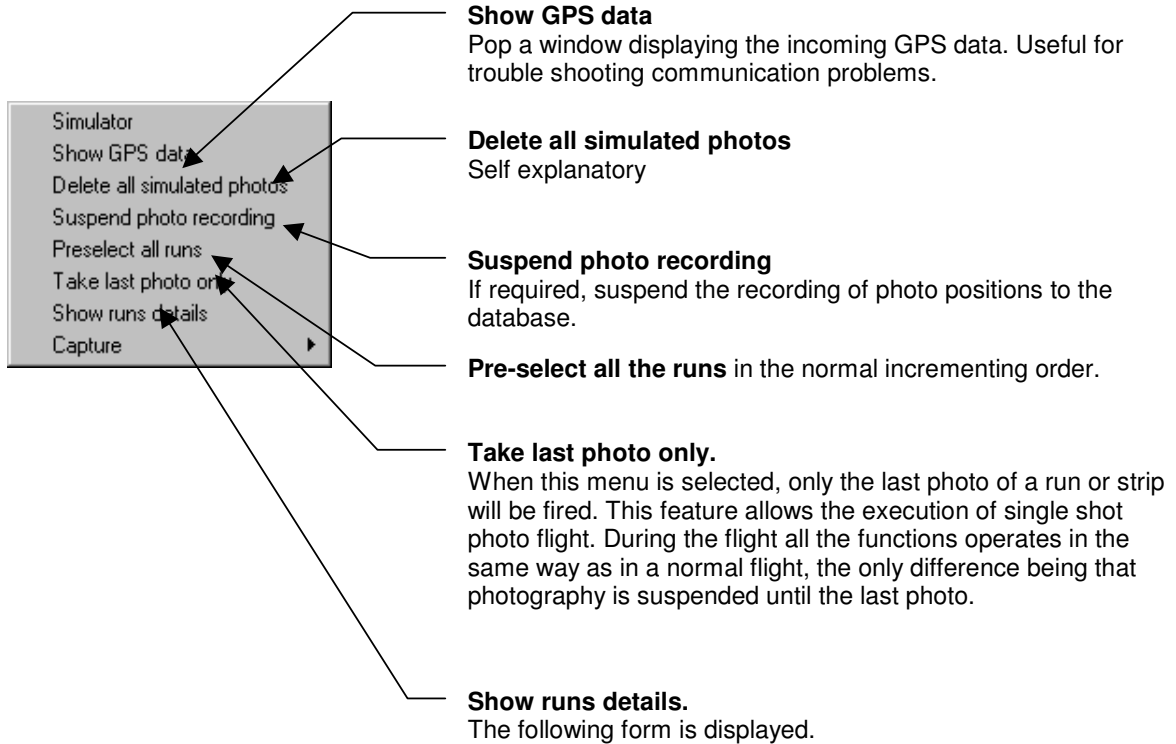 Show GPS data
Pop a window displaying the incoming GPS data. Useful for
trouble shooting communication problems.
Simulator
Show GPS data
Delete all simulated photos
Suspend photo recording
Preselect all runs
Take last photo only
Show runs details
Capture
Delete all simulated photos
Self explanatory
Suspend photo recording
If required, suspend the recording of photo positions to the
database.
Pre-select all the runs in the normal incrementing order.
Take last photo only.
When this menu is selected, only the last photo of a run or strip
will be fired. This feature allows the execution of single shot
photo flight. During the flight all the functions operates in the
same way as in a normal flight, the only difference being that
photography is suspended until the last photo.
Show runs details.
The following form is displayed.